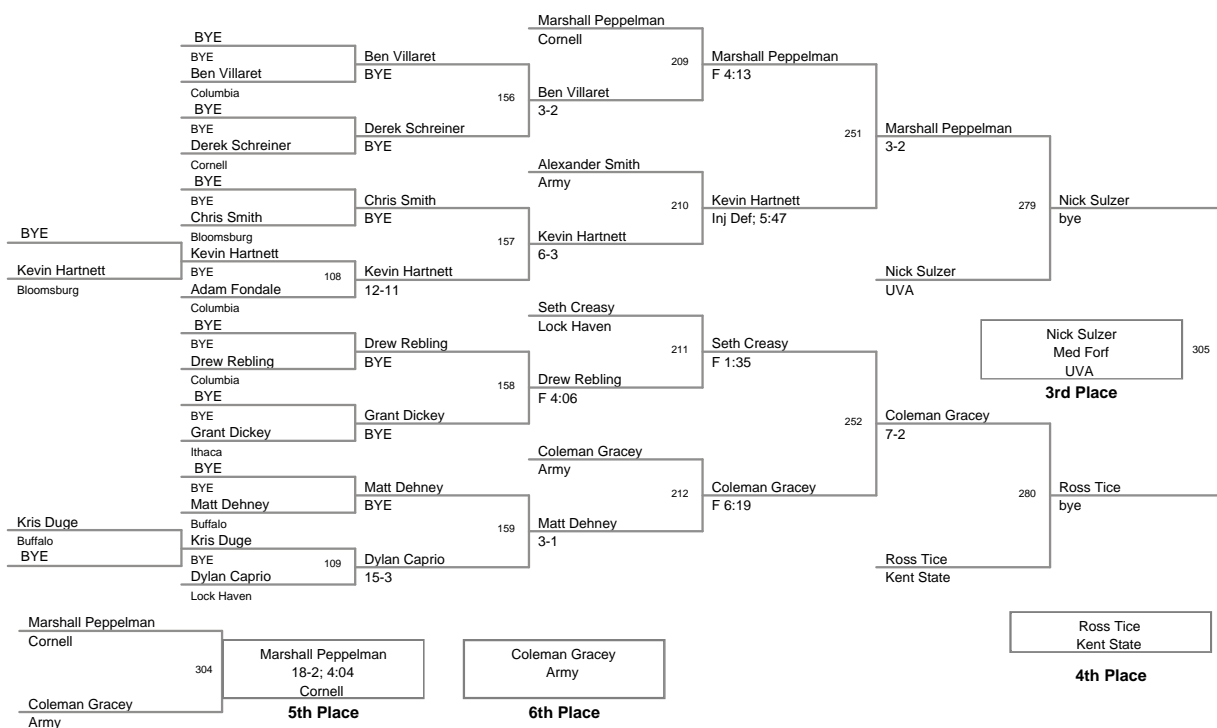 BYE
Kevin Hartnett
Bloomsburg
Kris Duge
Buffalo
BYE
BYE
BYE
Ben Villaret
Columbia
BYE
BYE
Derek Schreiner
Cornell
BYE
BYE
Chris Smith
Bloomsburg
Kevin Hartnett
BYE
108
Adam Fondale
Columbia
BYE
BYE
Drew Rebling
Columbia
BYE
BYE
Grant Dickey
Ithaca
BYE
BYE
Matt Dehney
Buffalo
Kris Duge
BYE
109
Dylan Caprio
Lock Haven
Ben Villaret
BYE
156
Derek Schreiner
BYE
Chris Smith
BYE
157
Kevin Hartnett
12-11
Drew Rebling
BYE
158
Grant Dickey
BYE
Matt Dehney
BYE
159
Dylan Caprio
15-3
Marshall Peppelman
Cornell
209
Ben Villaret
3-2
Alexander Smith
Army
210
Kevin Hartnett
6-3
Seth Creasy
Lock Haven
211
Drew Rebling
F 4:06
Coleman Gracey
Army
212
Matt Dehney
3-1
Marshall Peppelman
F 4:13
251
Kevin Hartnett
Inj Def; 5:47
Seth Creasy
F 1:35
252
Coleman Gracey
F 6:19
Marshall Peppelman
3-2
279
Nick Sulzer
UVA
Coleman Gracey
7-2
280
Ross Tice
Kent State
Nick Sulzer
bye
Nick Sulzer
Med Forf
UVA
305
3rd Place
Ross Tice
bye
Ross Tice
Kent State
4th Place
Marshall Peppelman
Cornell
304
Coleman Gracey
Army
Marshall Peppelman
18-2; 4:04
Cornell
5th Place
Coleman Gracey
Army
6th Place